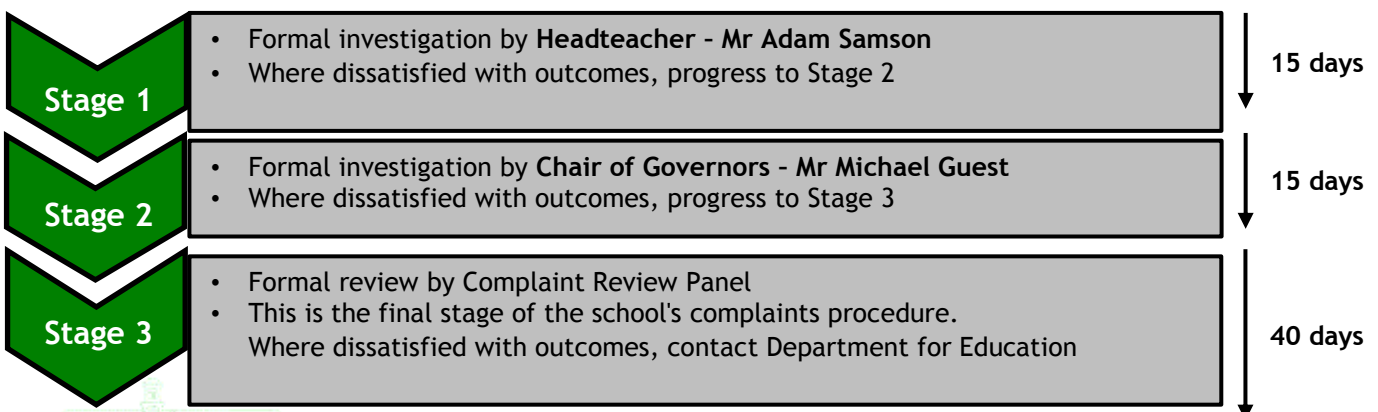 Stage 1
• Formal investigation by Headteacher – Mr Adam Samson
• Where dissatisfied with outcomes, progress to Stage 2
15 days
Stage 2
• Formal investigation by Chair of Governors – Mr Michael Guest
• Where dissatisfied with outcomes, progress to Stage 3
15 days
Stage 3
• Formal review by Complaint Review Panel
• This is the final stage of the school's complaints procedure.
Where dissatisfied with outcomes, contact Department for Education
40 days